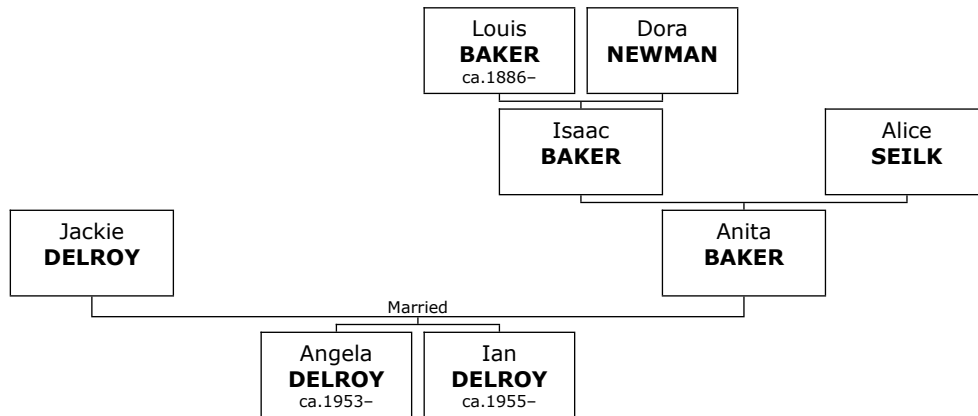 Louis
BAKER
ca.1886–
Dora
NEWMAN
Isaac
BAKER
Alice
SEILK
Jackie
DELROY
Anita
BAKER
Married
Angela
DELROY
ca.1953–
Ian
DELROY
ca.1955–